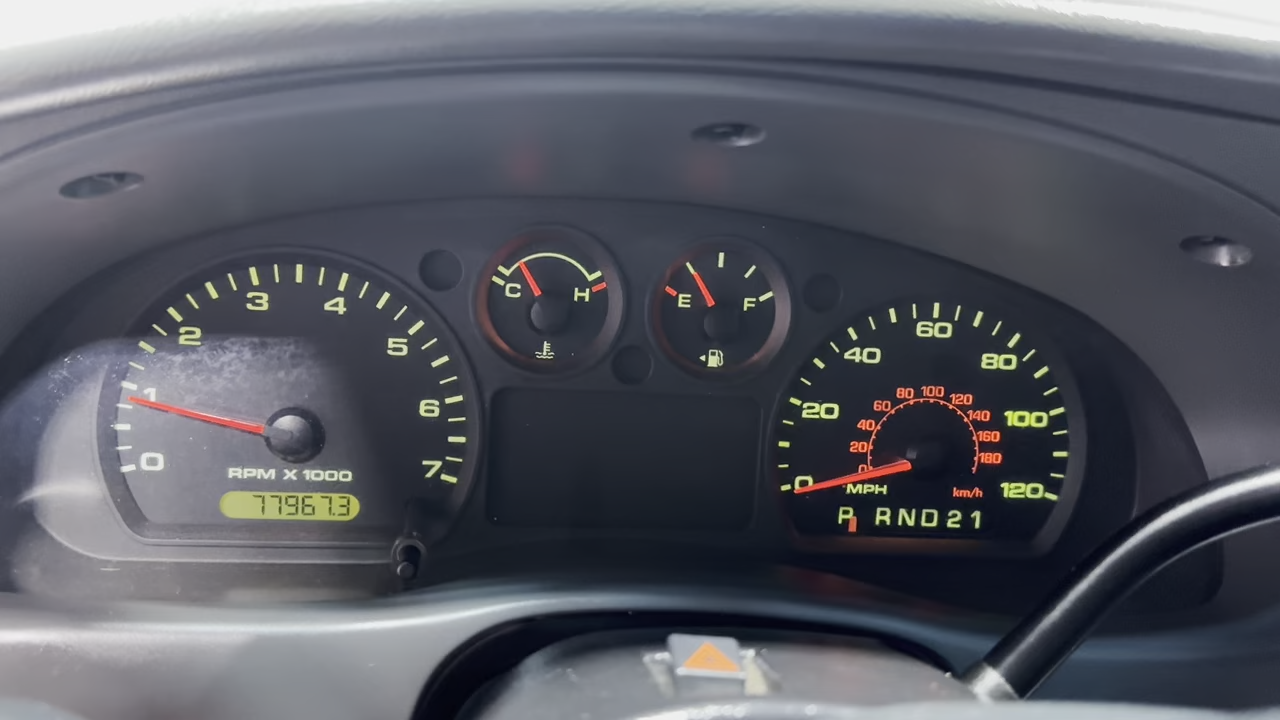 0 1 2 3 4 5 6 7
RPM X 1000
77967.3
C H
E F
0 20 40 60 80 100 120
0 20 40 60 80 100 120 140 160 180
MPH km/h
P R N D 2 1